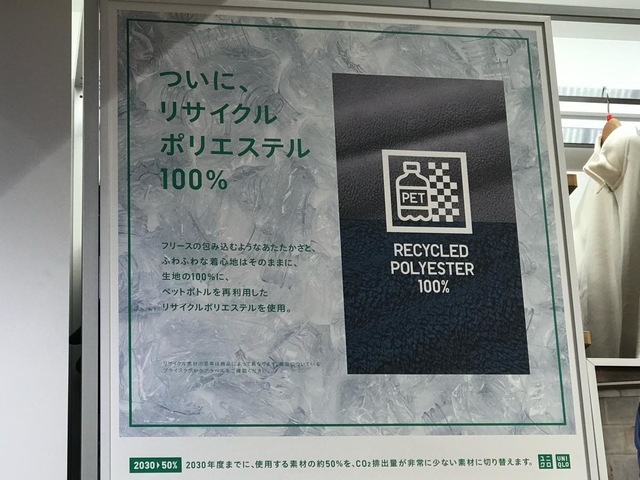 ついに、
リサイクル
ポリエステル
100%
フリースの包み込むようなあたたかさと、
ふわふわな着心地はそのままに、
生地の100%に、
ペットボトルを再利用した
リサイクルポリエステルを使用。
PET
RECYCLED
POLYESTER
100%
2030▶50% 2030年度までに、使用する素材の約50%を、CO₂排出量が非常に少ない素材に切り替えます。
ユニ
クロ
UNI
QLO